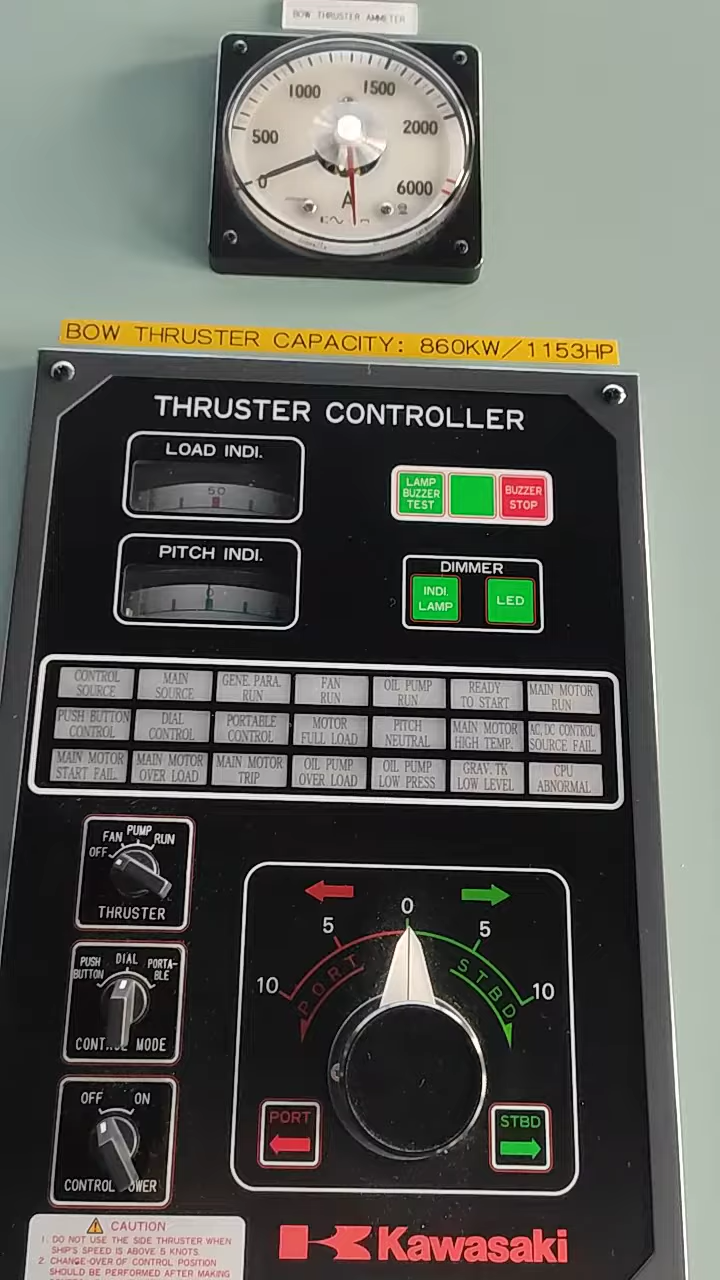 BOW THRUSTER AMMETER
1000 1500
500 2000
0 6000
A
BOW THRUSTER CAPACITY: 860KW/1153HP
THRUSTER CONTROLLER
LOAD INDI.
50
LAMP
BUZZER
TEST
BUZZER
STOP
PITCH INDI.
0
DIMMER
INDI.
LAMP
LED
CONTROL
SOURCE
MAIN
SOURCE
GENE. PARA.
RUN
FAN
RUN
OIL PUMP
RUN
READY
TO START
MAIN MOTOR
RUN
PUSH BUTTON
CONTROL
DIAL
CONTROL
PORTABLE
CONTROL
MOTOR
FULL LOAD
PITCH
NEUTRAL
MAIN MOTOR
HIGH TEMP.
AC, DC CONTROL
SOURCE FAIL.
MAIN MOTOR
START FAIL.
MAIN MOTOR
OVER LOAD
MAIN MOTOR
TRIP
OIL PUMP
OVER LOAD
OIL PUMP
LOW PRESS
GRAV. TK
LOW LEVEL
CPU
ABNORMAL
OFF FAN PUMP RUN
THRUSTER
PUSH
BUTTON
DIAL
PORTA-
BLE
MODE
OFF ON
CONTROL
0
5 5
10 10
PORT STBD
PORT
STBD
Kawasaki
CAUTION
1. DO NOT USE THE SIDE THRUSTER WHEN
SHIP'S SPEED IS ABOVE 5 KNOTS.
2. CHANGE-OVER OF CONTROL POSITION
SHOULD BE PERFORMED AFTER MAKING